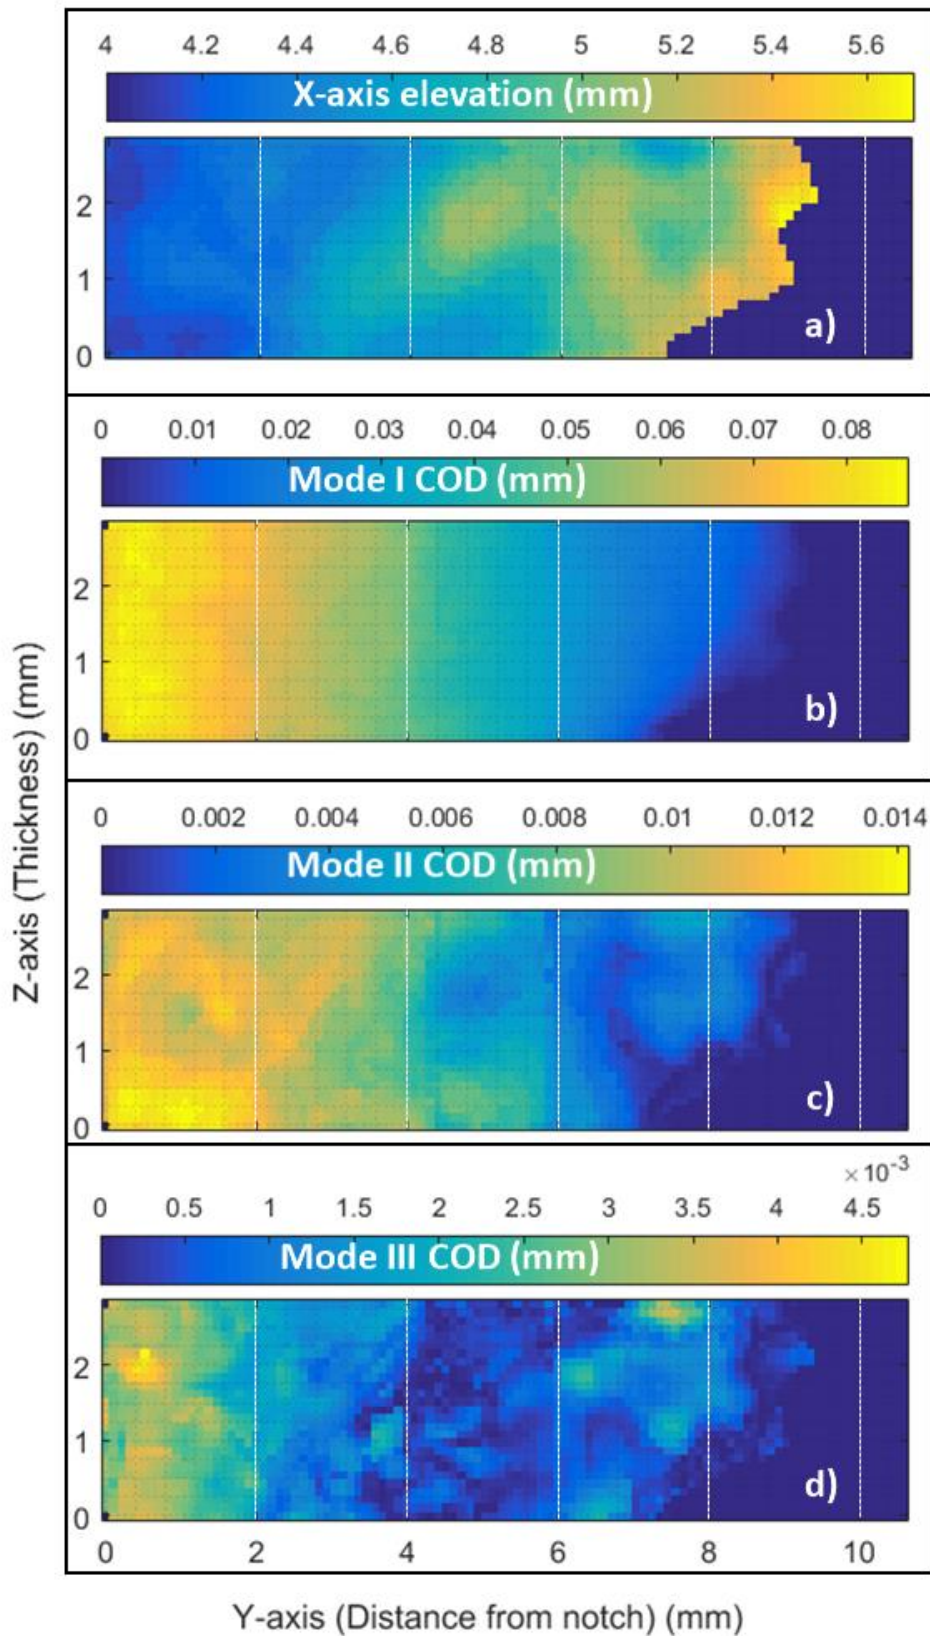 4 4.2 4.4 4.6 4.8 5 5.2 5.4 5.6
X-axis elevation (mm)
2
1
0
a)
0 0.01 0.02 0.03 0.04 0.05 0.06 0.07 0.08
Mode I COD (mm)
2
1
0
b)
Z-axis (Thickness) (mm)
0 0.002 0.004 0.006 0.008 0.01 0.012 0.014
Mode II COD (mm)
2
1
0
c)
× 10⁻³
0 0.5 1 1.5 2 2.5 3 3.5 4 4.5
Mode III COD (mm)
2
1
0
d)
0 2 4 6 8 10
Y-axis (Distance from notch) (mm)